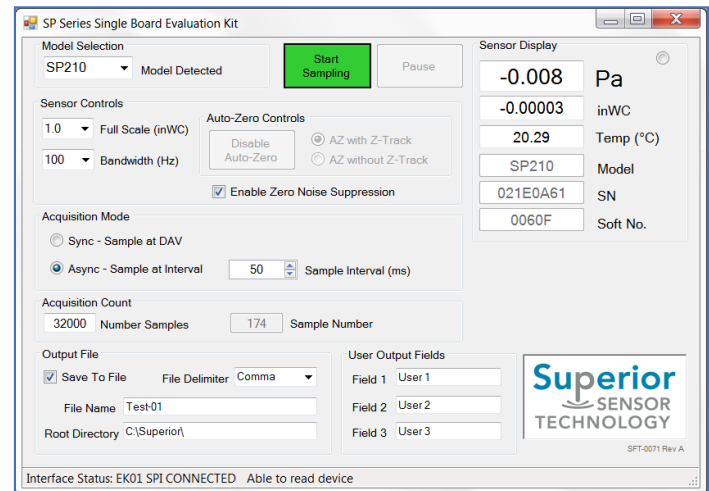 SP Series Single Board Evaluation Kit
Model Selection
SP210 Model Detected
Start
Sampling
Pause
Sensor Controls
1.0 Full Scale (inWC)
100 Bandwidth (Hz)
Auto-Zero Controls
Disable
Auto-Zero
AZ with Z-Track
AZ without Z-Track
Enable Zero Noise Suppression
Acquisition Mode
Sync - Sample at DAV
Async - Sample at Interval 50 Sample Interval (ms)
Acquisition Count
32000 Number Samples 174 Sample Number
Output File
Save To File File Delimiter Comma
File Name Test-01
Root Directory C:\Superior\
User Output Fields
Field 1 User 1
Field 2 User 2
Field 3 User 3
Sensor Display
-0.008 Pa
-0.00003 inWC
20.29 Temp (°C)
SP210 Model
021E0A61 SN
0060F Soft No.
Superior
SENSOR
TECHNOLOGY
SFT-0071 Rev A
Interface Status: EK01 SPI CONNECTED Able to read device